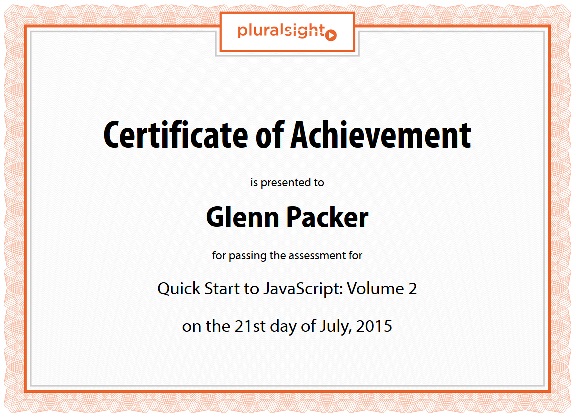 pluralsight
Certificate of Achievement
is presented to
Glenn Packer
for passing the assessment for
Quick Start to JavaScript: Volume 2
on the 21st day of July, 2015